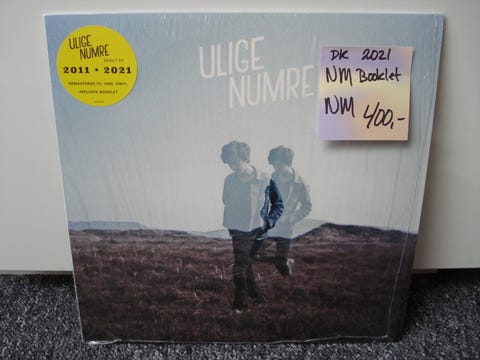 ULIGE
NUMRE
DEBUT EP
2011 • 2021
REMASTERED TIL 180G VINYL
INKLUSIV BOOKLET
ULIGE
NUMRE
DK 2021
NM Booklet
NM 400,-